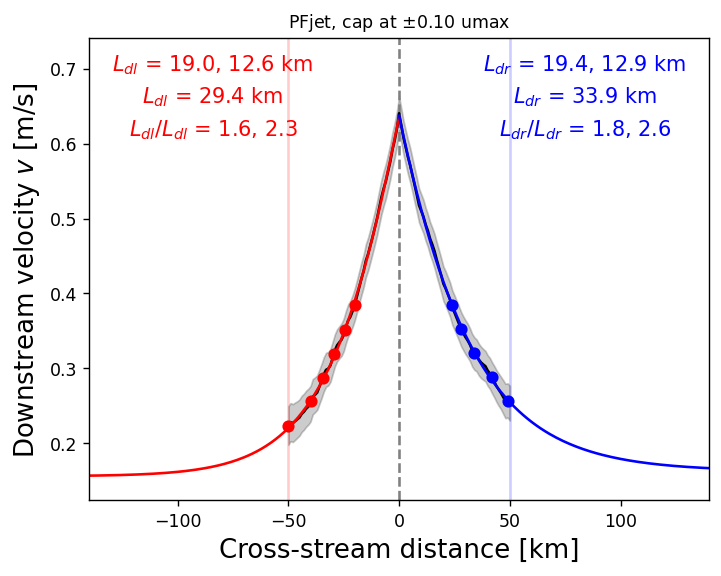 PFjet, cap at ±0.10 umax
L_dl = 19.0, 12.6 km
L_dl = 29.4 km
L_dl/L_dl = 1.6, 2.3
L_dr = 19.4, 12.9 km
L_dr = 33.9 km
L_dr/L_dr = 1.8, 2.6
Downstream velocity v [m/s]
0.7
0.6
0.5
0.4
0.3
0.2
−100
−50
0
50
100
Cross-stream distance [km]